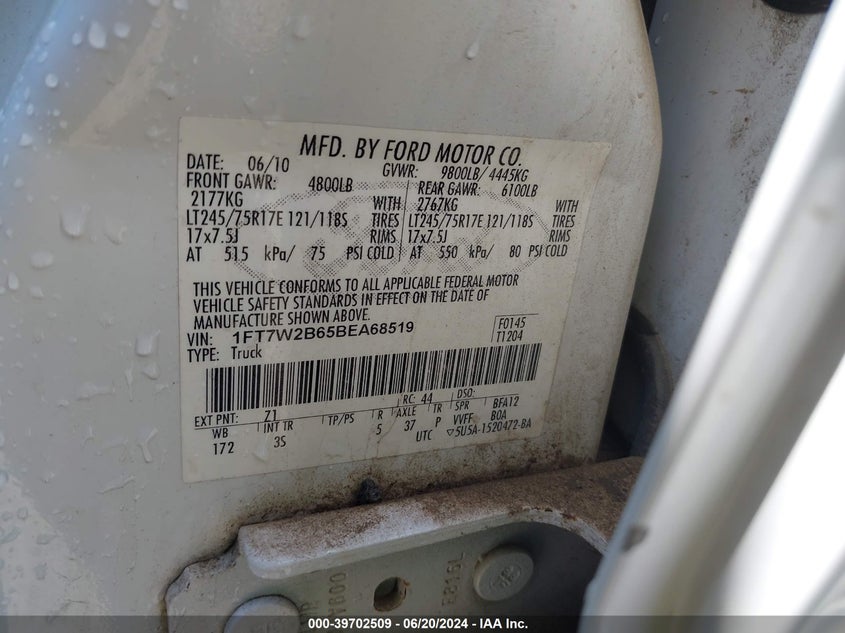 MFD. BY FORD MOTOR CO.
DATE: 06/10 GVWR: 9800LB/ 4445KG
FRONT GAWR: 4800LB REAR GAWR: 6100LB
2177KG WITH 2767KG WITH
LT245/75R17E 121/118S TIRES LT245/75R17E 121/118S TIRES
17x7.5J RIMS 17x7.5J RIMS
AT 515 kPa/ 75 PSI COLD AT 550 kPa/ 80 PSI COLD
THIS VEHICLE CONFORMS TO ALL APPLICABLE FEDERAL MOTOR
VEHICLE SAFETY STANDARDS IN EFFECT ON THE DATE OF
MANUFACTURE SHOWN ABOVE.
VIN: 1FT7W2B65BEA68519 F0145
TYPE: Truck T1204
RC: 44 DSO:
EXT PNT: Z1 BFA12
WB INT TR TP/PS R AXLE TR SPR B0A
172 3S 5 37 P VVFF
UTC 5U5A-1520472-BA
000-39702509 / 06/20/2024 - IAA Inc.